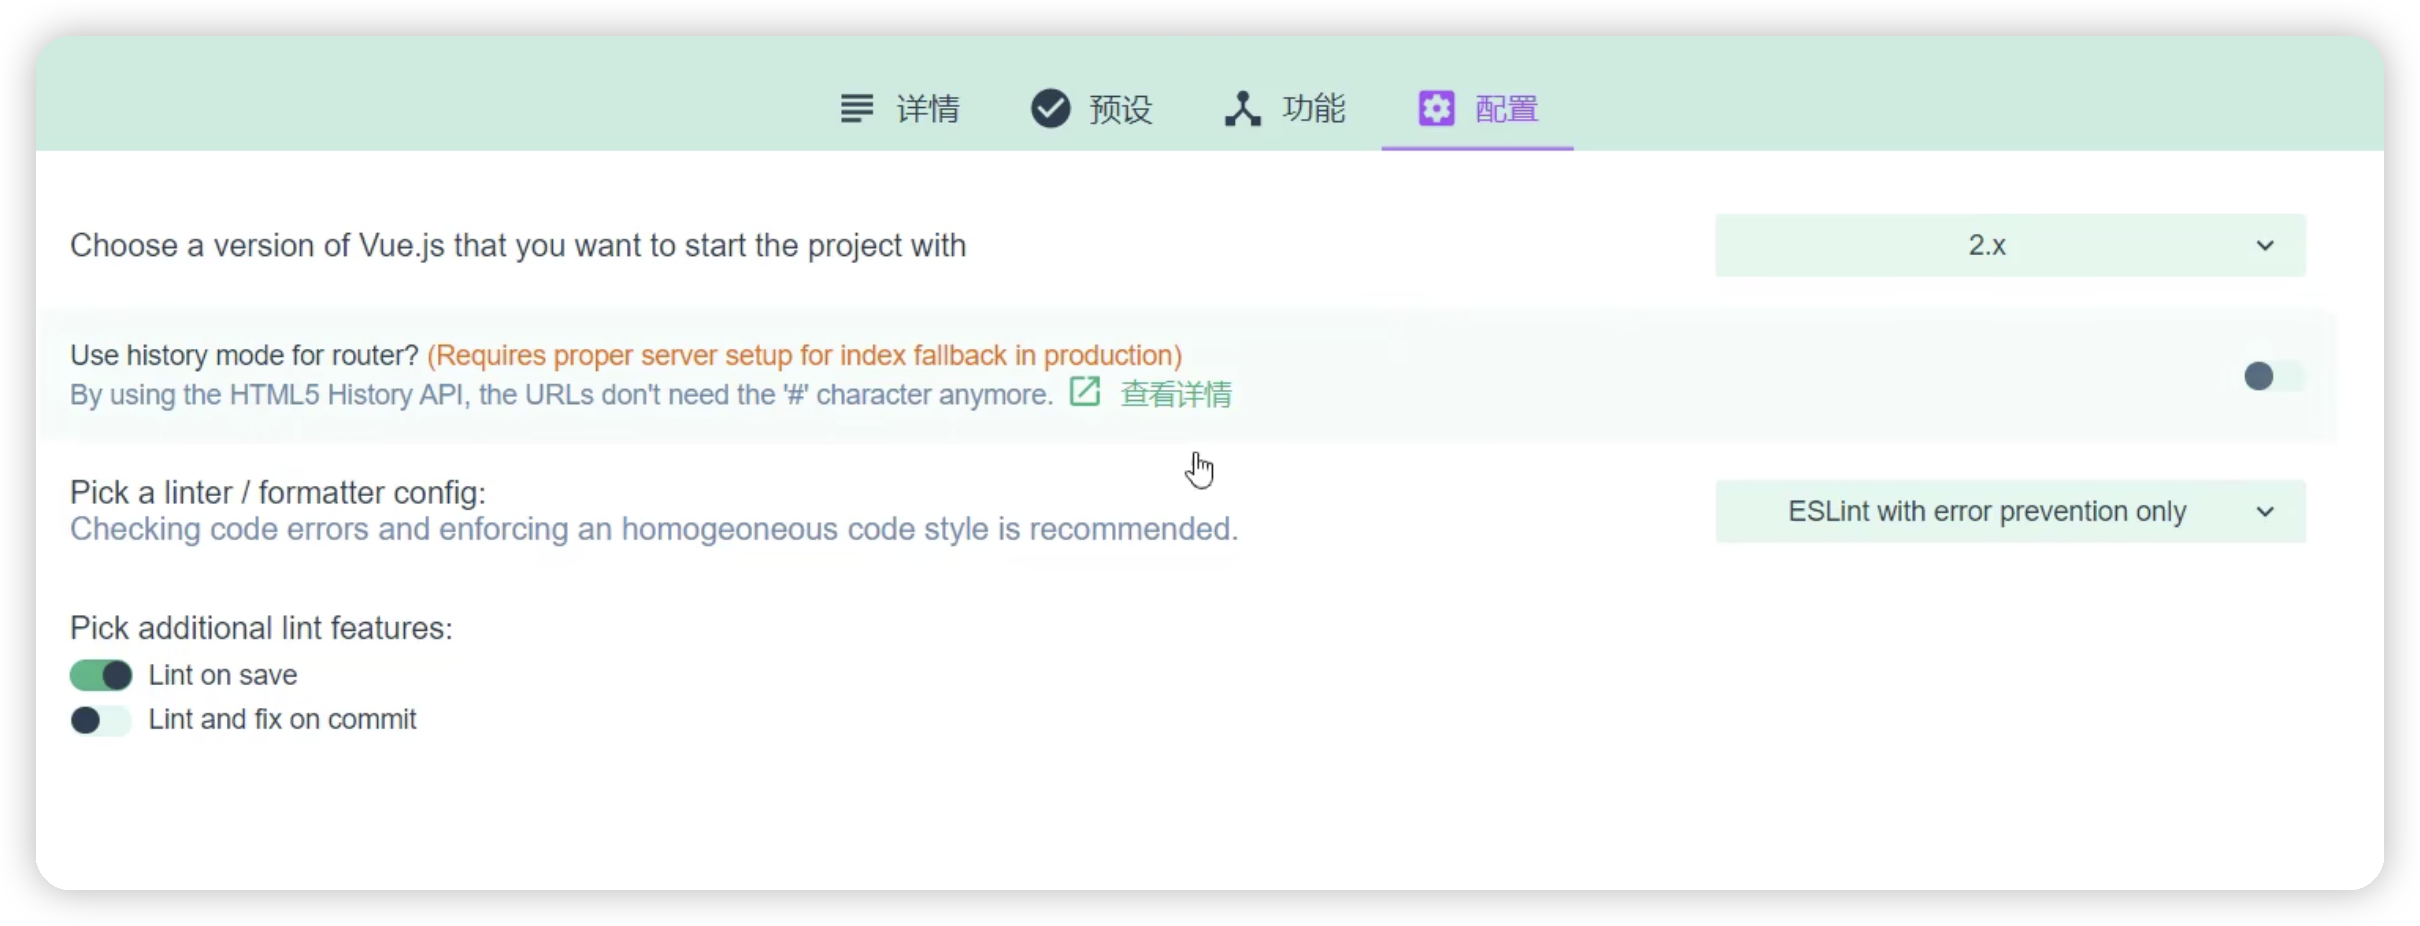 详情 预设 功能 配置
Choose a version of Vue.js that you want to start the project with 2.x
Use history mode for router? (Requires proper server setup for index fallback in production)
By using the HTML5 History API, the URLs don't need the '#' character anymore. 查看详情
Pick a linter / formatter config:
Checking code errors and enforcing an homogeoneous code style is recommended.
ESLint with error prevention only
Pick additional lint features:
Lint on save
Lint and fix on commit